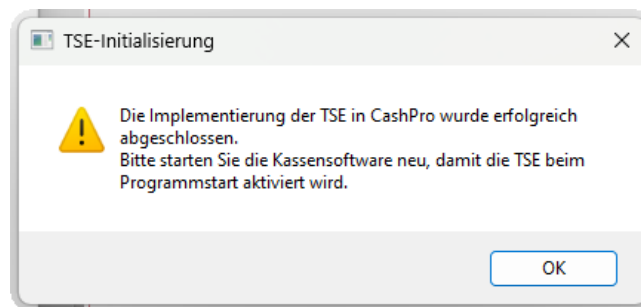 TSE-Initialisierung
Die Implementierung der TSE in CashPro wurde erfolgreich
abgeschlossen.
Bitte starten Sie die Kassensoftware neu, damit die TSE beim
Programmstart aktiviert wird.
OK